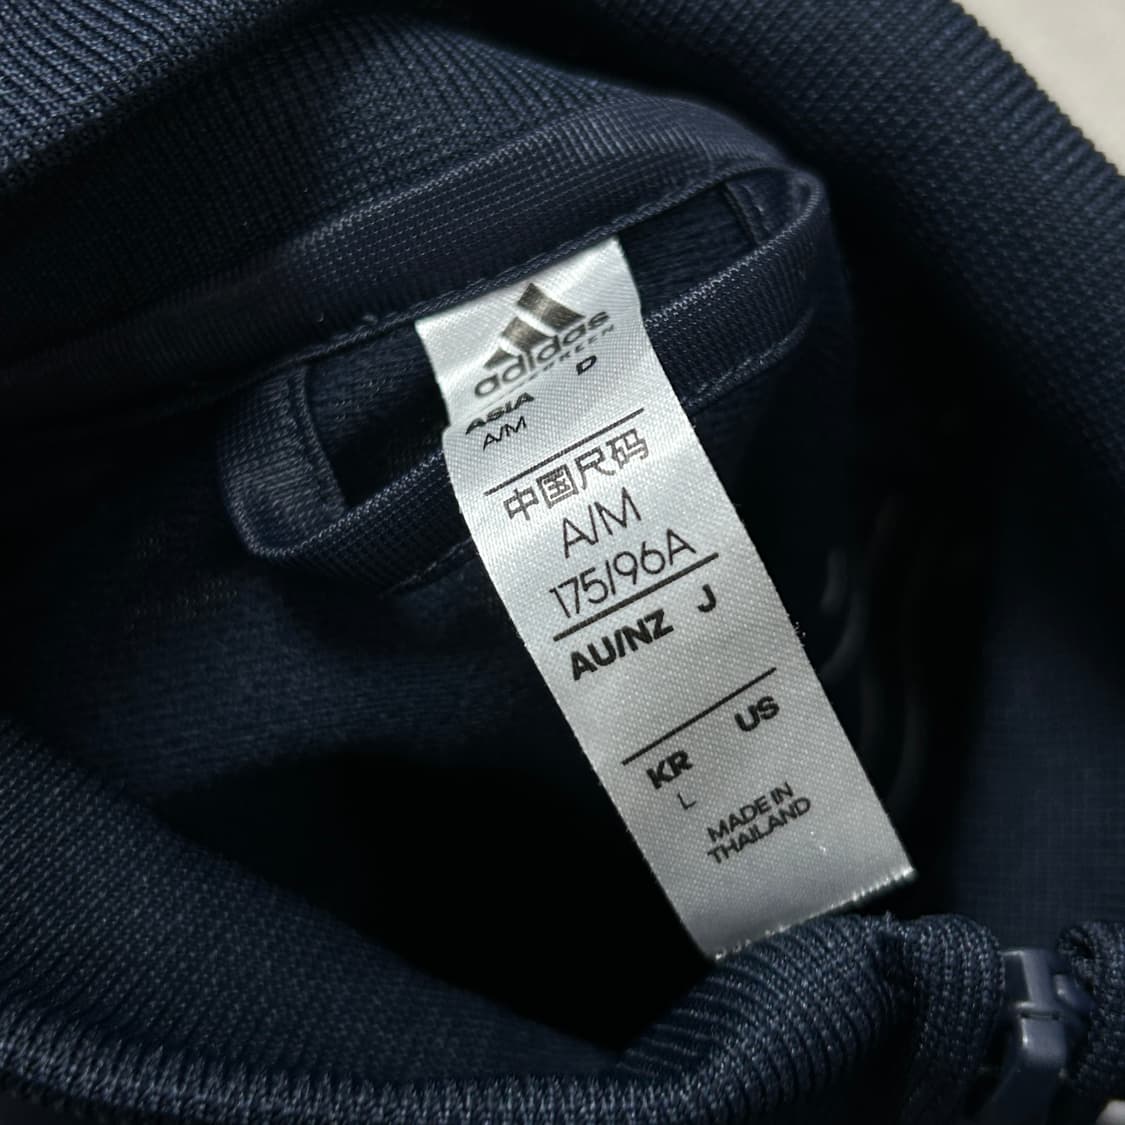 adidas
ASIA D
A/M
中国尺码
A/M
175/96A
AU/NZ J
KR US
L
MADE IN
THAILAND